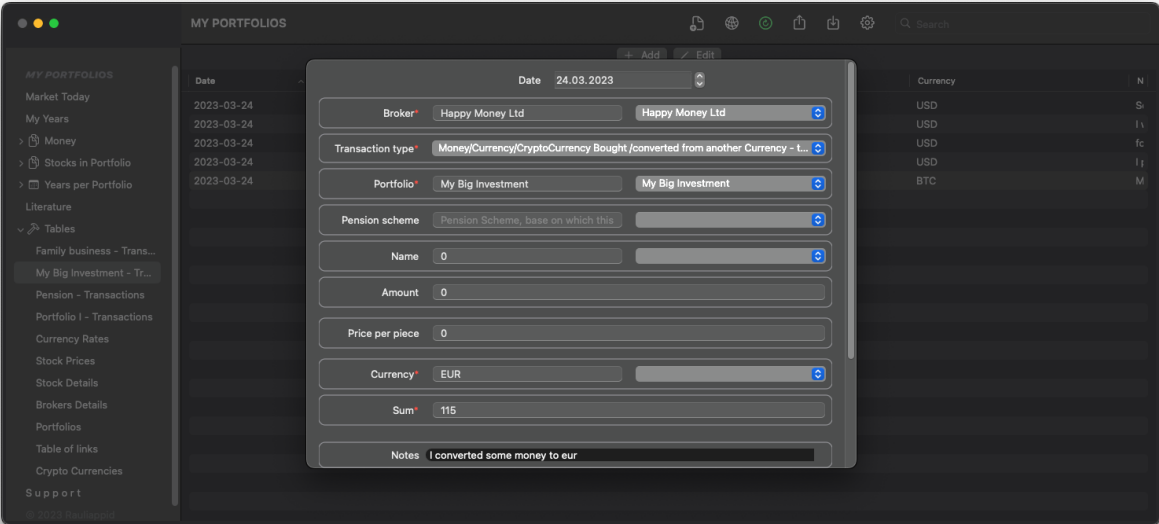 MY PORTFOLIOS
Search
+ Add
Edit
MY PORTFOLIOS
Market Today
My Years
Money
Stocks in Portfolio
Years per Portfolio
Literature
Tables
Family business - Trans...
My Big Investment - Tr...
Pension - Transactions
Portfolio I - Transactions
Currency Rates
Stock Prices
Stock Details
Brokers Details
Portfolios
Table of links
Crypto Currencies
Support
Date
2023-03-24
2023-03-24
2023-03-24
2023-03-24
2023-03-24
Date 24.03.2023
Broker* Happy Money Ltd Happy Money Ltd
Transaction type* Money/Currency/CryptoCurrency Bought /converted from another Currency - t...
Portfolio* My Big Investment My Big Investment
Pension scheme Pension Scheme, base on which this
Name 0
Amount 0
Price per piece 0
Currency* EUR
Sum* 115
Notes I converted some money to eur
Currency N
USD
USD
USD
USD
BTC M